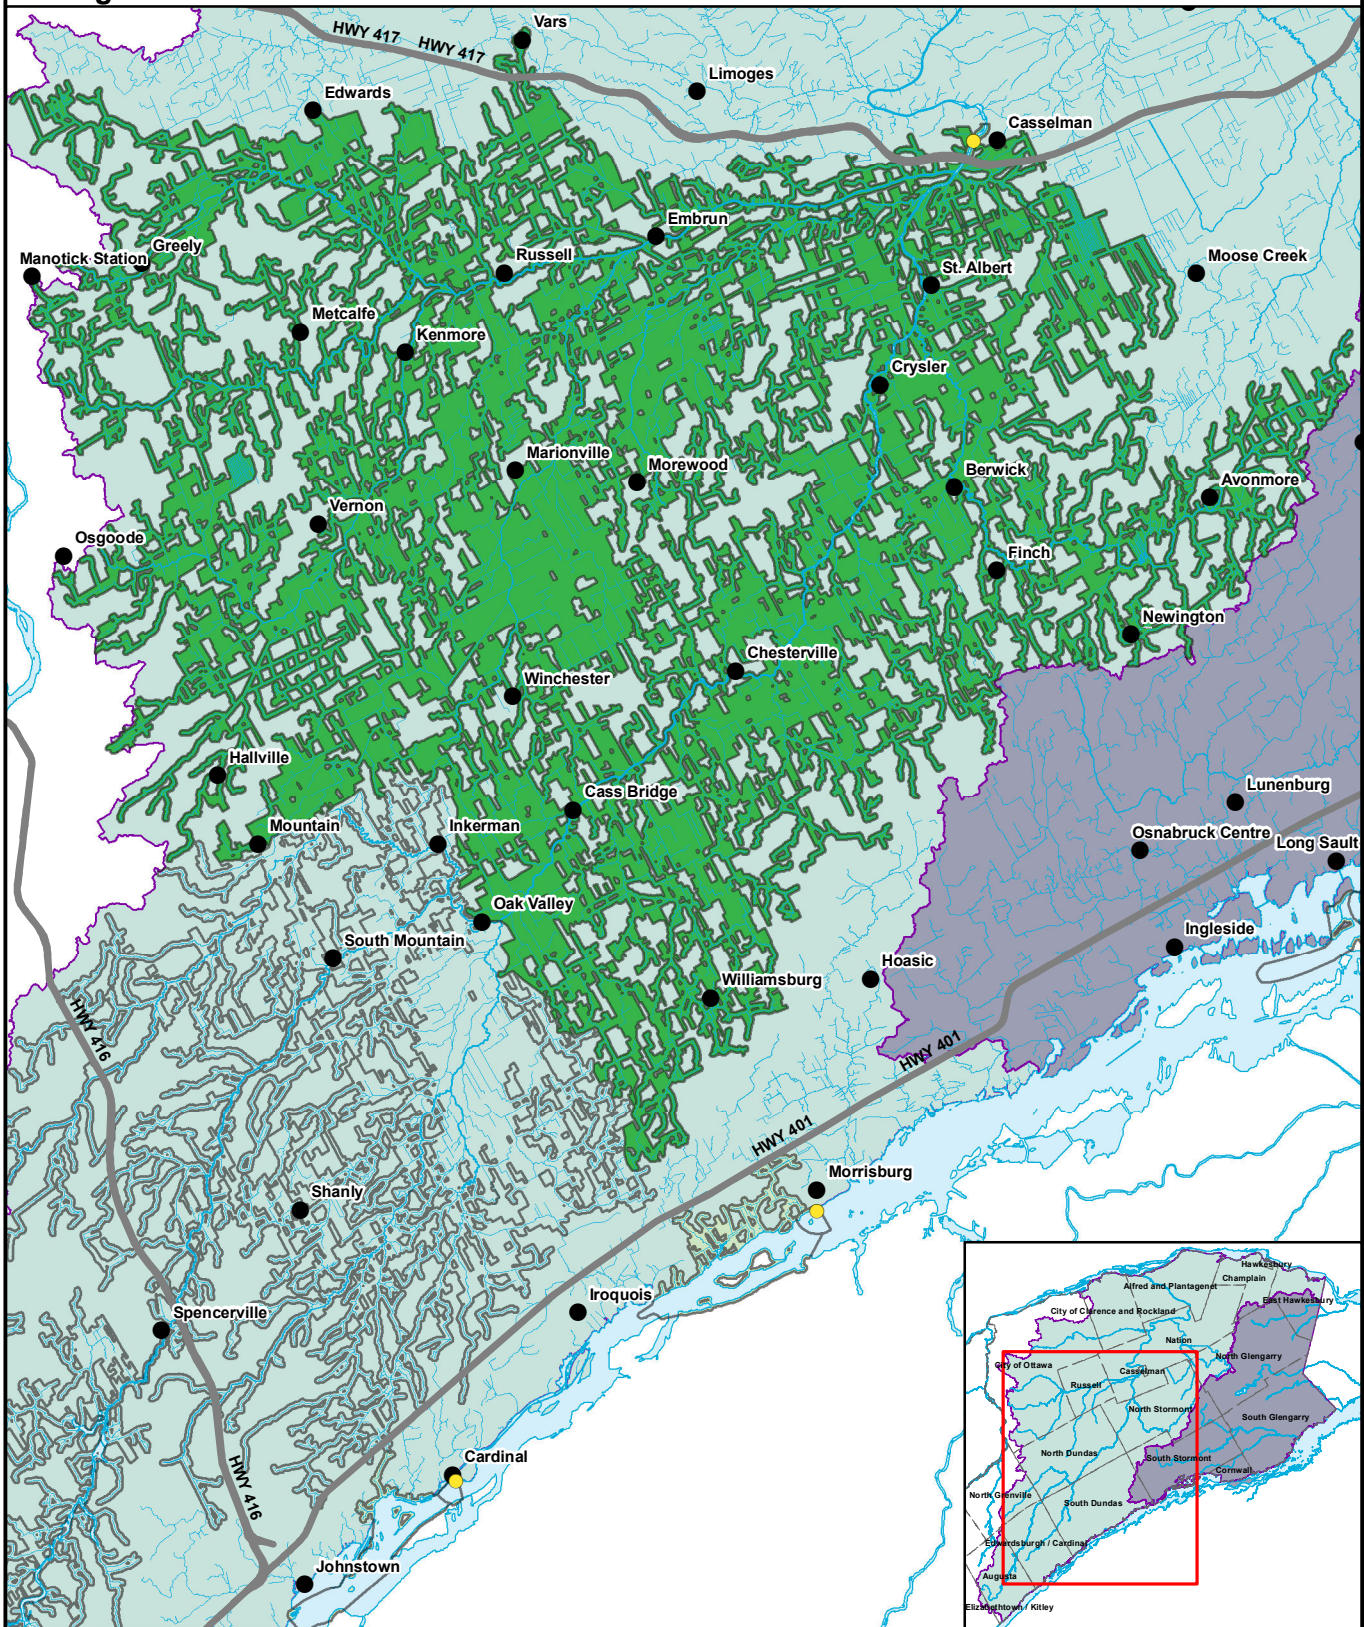 Vars
HWY 417
HWY 417
Limoges
Edwards
Casselman
Embrun
Greely
Manotick Station
Russell
Moose Creek
St. Albert
Metcalfe
Kenmore
Crysler
Marionville
Morewood
Berwick
Avonmore
Vernon
Osgoode
Finch
Newington
Chesterville
Winchester
Hallville
Lunenburg
Cass Bridge
Mountain
Inkerman
Osnabruck Centre
Long Sault
Oak Valley
Ingleside
South Mountain
Hoasic
Williamsburg
HWY 416
HWY 401
HWY 401
Morrisburg
Shanly
Iroquois
Spencerville
Cardinal
HWY 416
Johnstown
Hawkesbury
Champlain
Alfred and Plantagenet
East Hawkesbury
City of Clarence and Rockland
Nation
North Glengarry
City of Ottawa
Casselman
Russell
North Stormont
South Glengarry
North Dundas
South Stormont
Cornwall
North Grenville
South Dundas
Edwardsburgh / Cardinal
Augusta
Elizabethtown / Kitley